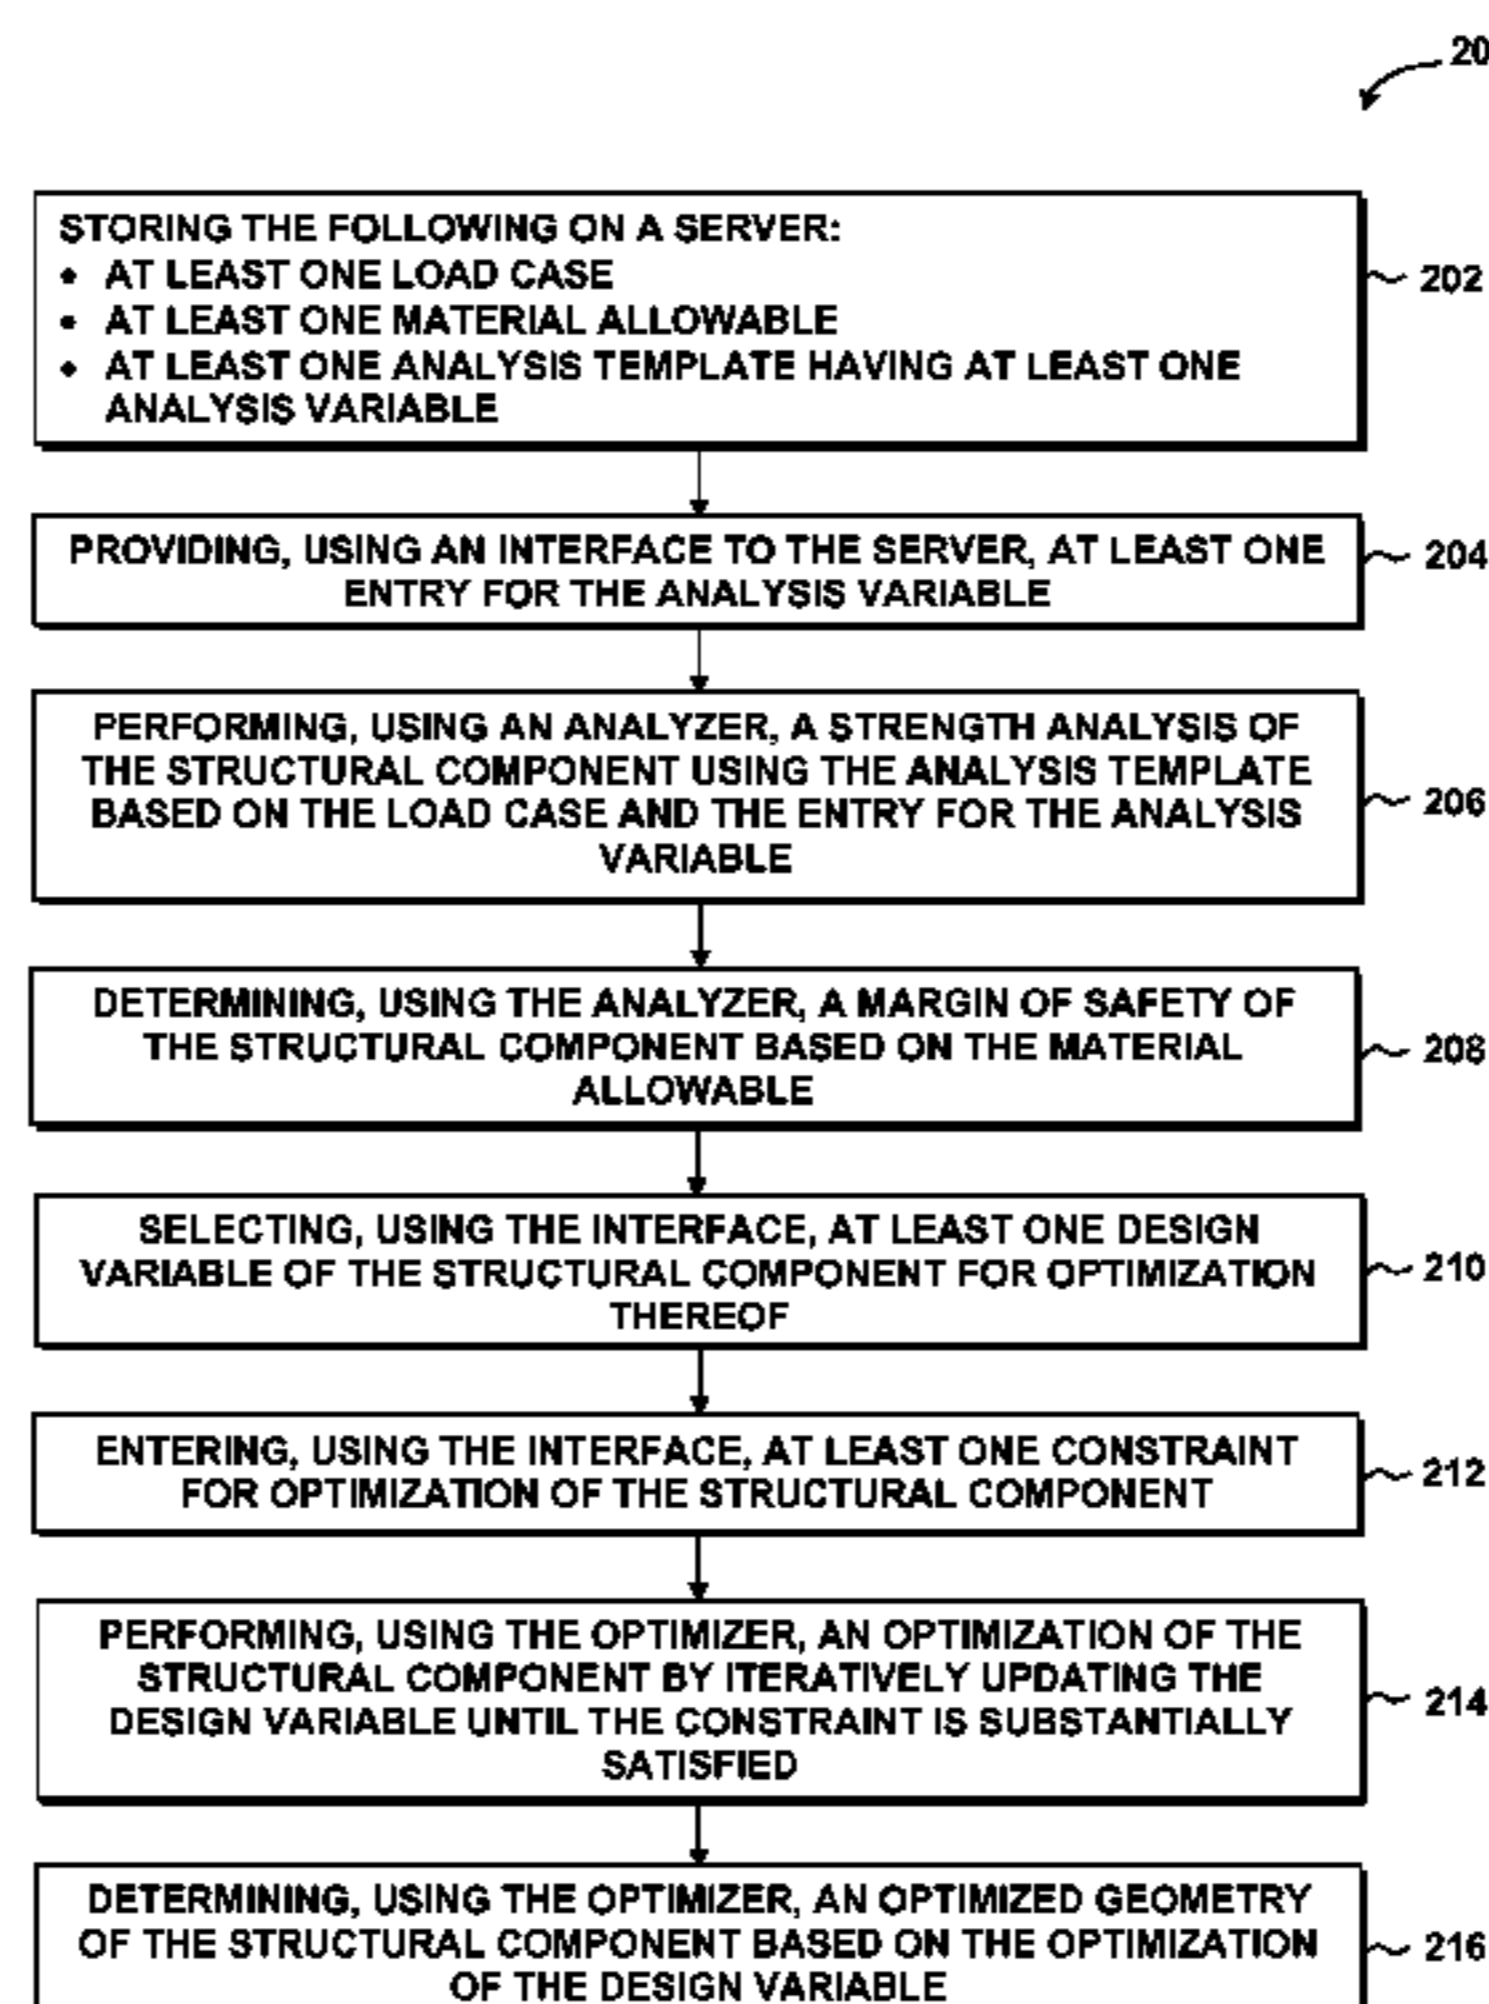 20
STORING THE FOLLOWING ON A SERVER:
• AT LEAST ONE LOAD CASE
• AT LEAST ONE MATERIAL ALLOWABLE
• AT LEAST ONE ANALYSIS TEMPLATE HAVING AT LEAST ONE
ANALYSIS VARIABLE
202
PROVIDING, USING AN INTERFACE TO THE SERVER, AT LEAST ONE
ENTRY FOR THE ANALYSIS VARIABLE
204
PERFORMING, USING AN ANALYZER, A STRENGTH ANALYSIS OF
THE STRUCTURAL COMPONENT USING THE ANALYSIS TEMPLATE
BASED ON THE LOAD CASE AND THE ENTRY FOR THE ANALYSIS
VARIABLE
206
DETERMINING, USING THE ANALYZER, A MARGIN OF SAFETY OF
THE STRUCTURAL COMPONENT BASED ON THE MATERIAL
ALLOWABLE
208
SELECTING, USING THE INTERFACE, AT LEAST ONE DESIGN
VARIABLE OF THE STRUCTURAL COMPONENT FOR OPTIMIZATION
THEREOF
210
ENTERING, USING THE INTERFACE, AT LEAST ONE CONSTRAINT
FOR OPTIMIZATION OF THE STRUCTURAL COMPONENT
212
PERFORMING, USING THE OPTIMIZER, AN OPTIMIZATION OF THE
STRUCTURAL COMPONENT BY ITERATIVELY UPDATING THE
DESIGN VARIABLE UNTIL THE CONSTRAINT IS SUBSTANTIALLY
SATISFIED
214
DETERMINING, USING THE OPTIMIZER, AN OPTIMIZED GEOMETRY
OF THE STRUCTURAL COMPONENT BASED ON THE OPTIMIZATION
OF THE DESIGN VARIABLE
216